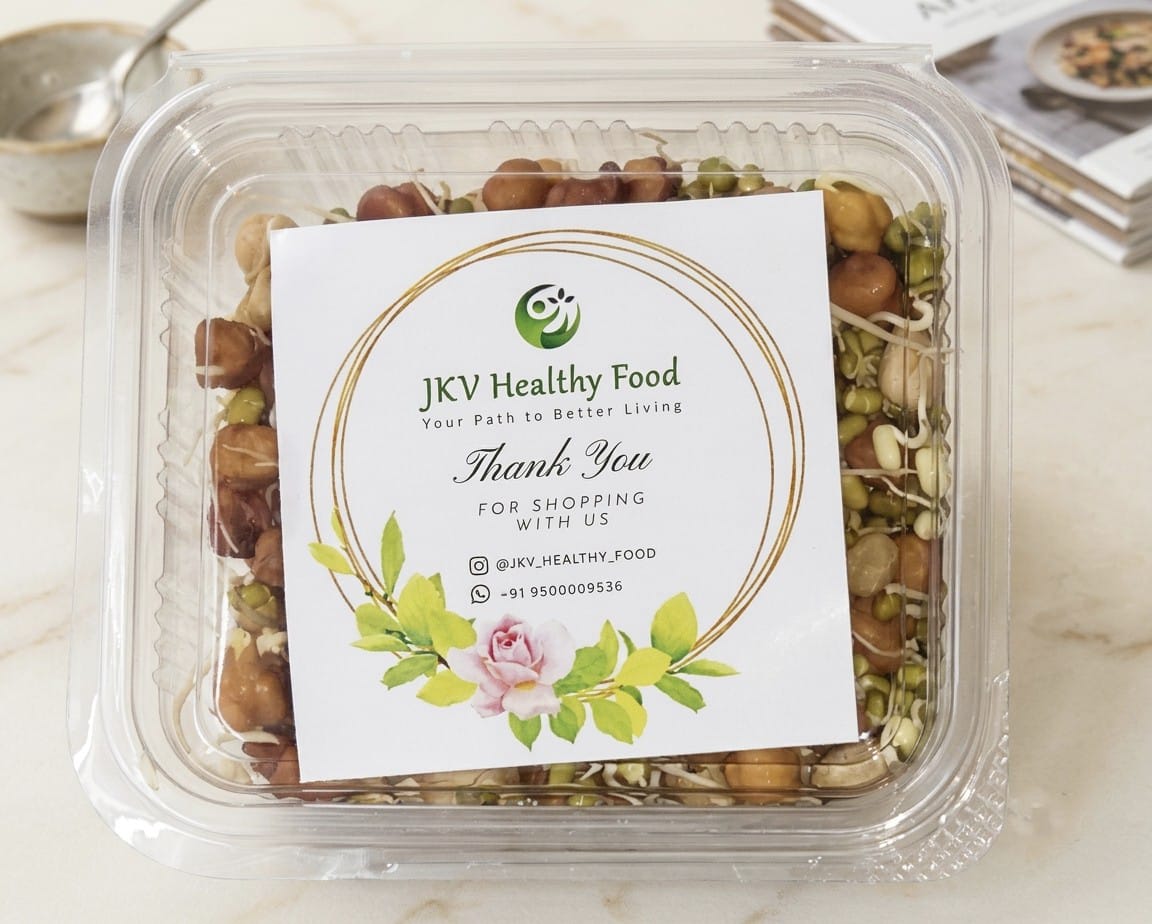 JKV Healthy Food
Your Path to Better Living
Thank You
FOR SHOPPING
WITH US
@JKV_HEALTHY_FOOD
+91 9500009536